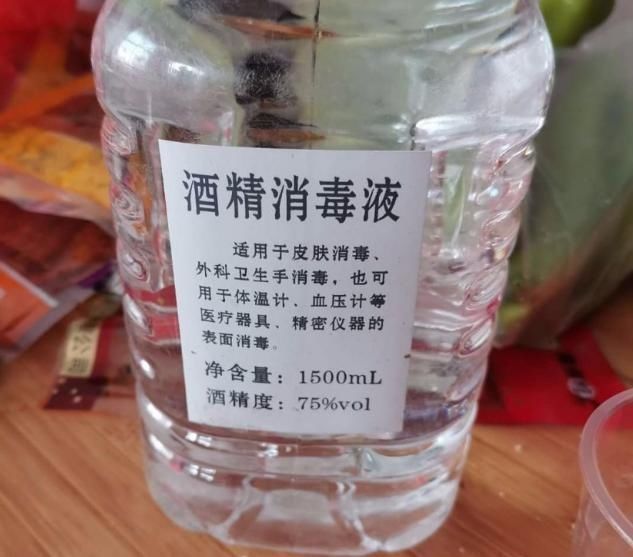 酒精消毒液
适用于皮肤消毒、
外科卫生手消毒，也可
用于体温计、血压计等
医疗器具、精密仪器的
表面消毒。
净含量：1500mL
酒精度：75%vol